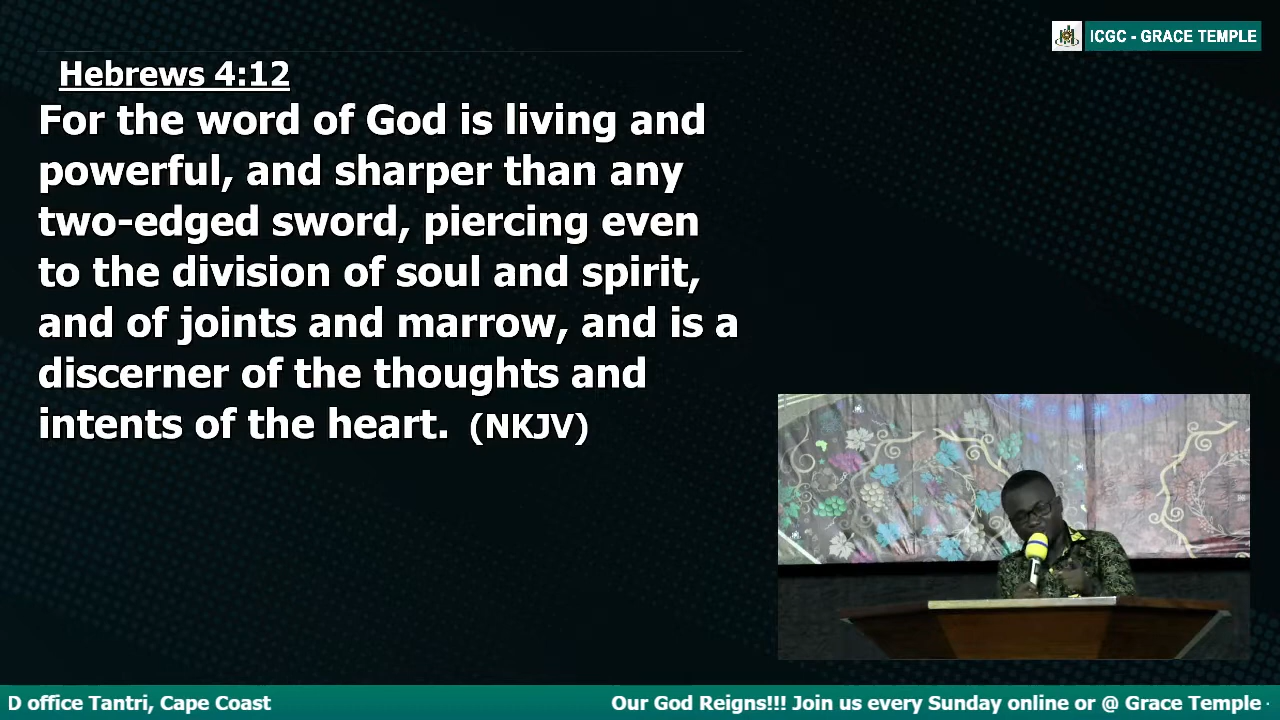 ICGC - GRACE TEMPLE
Hebrews 4:12
For the word of God is living and
powerful, and sharper than any
two-edged sword, piercing even
to the division of soul and spirit,
and of joints and marrow, and is a
discerner of the thoughts and
intents of the heart. (NKJV)
D office Tantri, Cape Coast
Our God Reigns!!! Join us every Sunday online or @ Grace Temple -